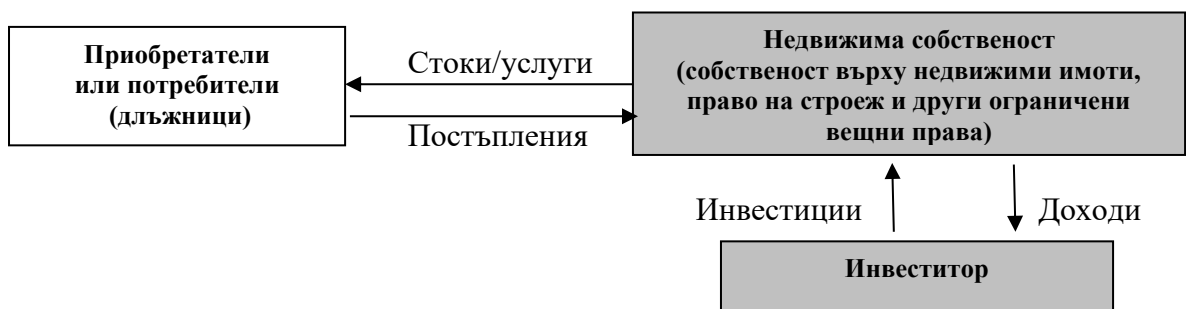 Приобретатели
или потребители
(длъжници)
Стоки/услуги
Постъпления
Недвижима собственост
(собственост върху недвижими имоти,
право на строеж и други ограничени
вещни права)
Инвестиции
Доходи
Инвеститор